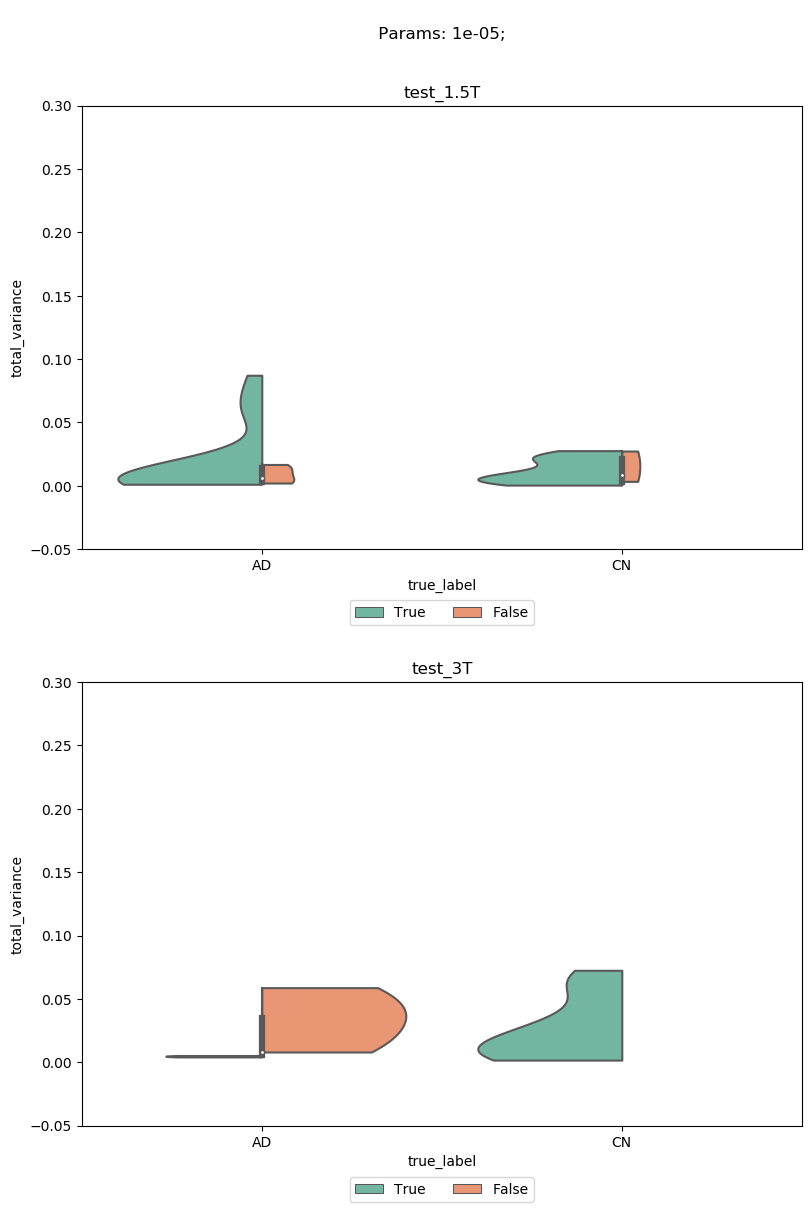 Params: 1e-05;
test_1.5T
0.30
0.25
0.20
0.15
0.10
0.05
0.00
−0.05
total_variance
AD CN
true_label
True False
test_3T
0.30
0.25
0.20
0.15
0.10
0.05
0.00
−0.05
total_variance
AD CN
true_label
True False